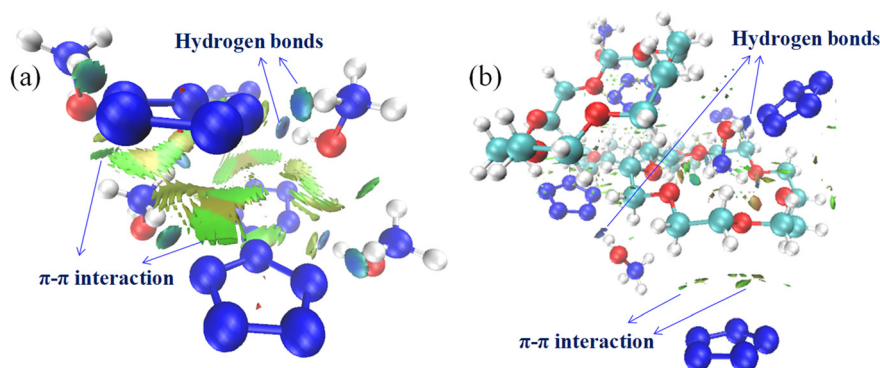 (a)
Hydrogen bonds
π-π interaction
(b)
Hydrogen bonds
π-π interaction